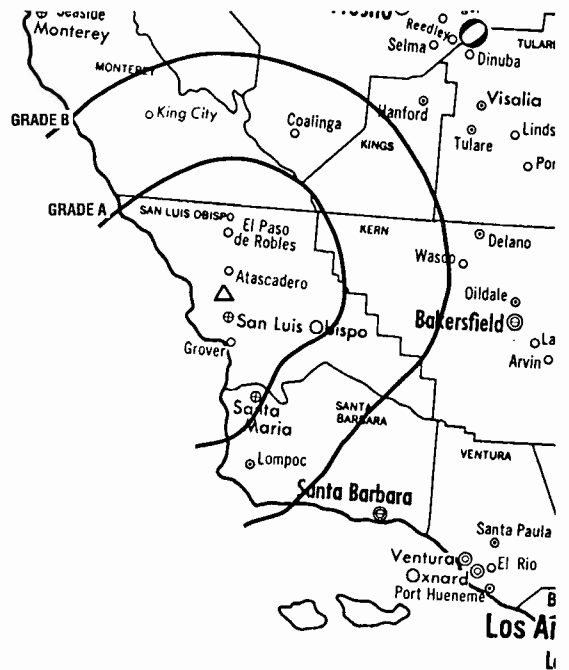 Seaside
Monterey
Reedley
Selma
Dinuba
MONTEREY
GRADE B
King City
Coalinga
Hanford
Visalia
KINGS
Tulare
GRADE A
SAN LUIS OBISPO
El Paso
de Robles
KERN
Delano
Wasco
Atascadero
Oildale
San Luis Obispo
Bakersfield
Grover
Arvin
Santa
Maria
SANTA
BARBARA
Lompoc
VENTURA
Santa Barbara
Santa Paula
Ventura
El Rio
Oxnard
Port Hueneme
Los